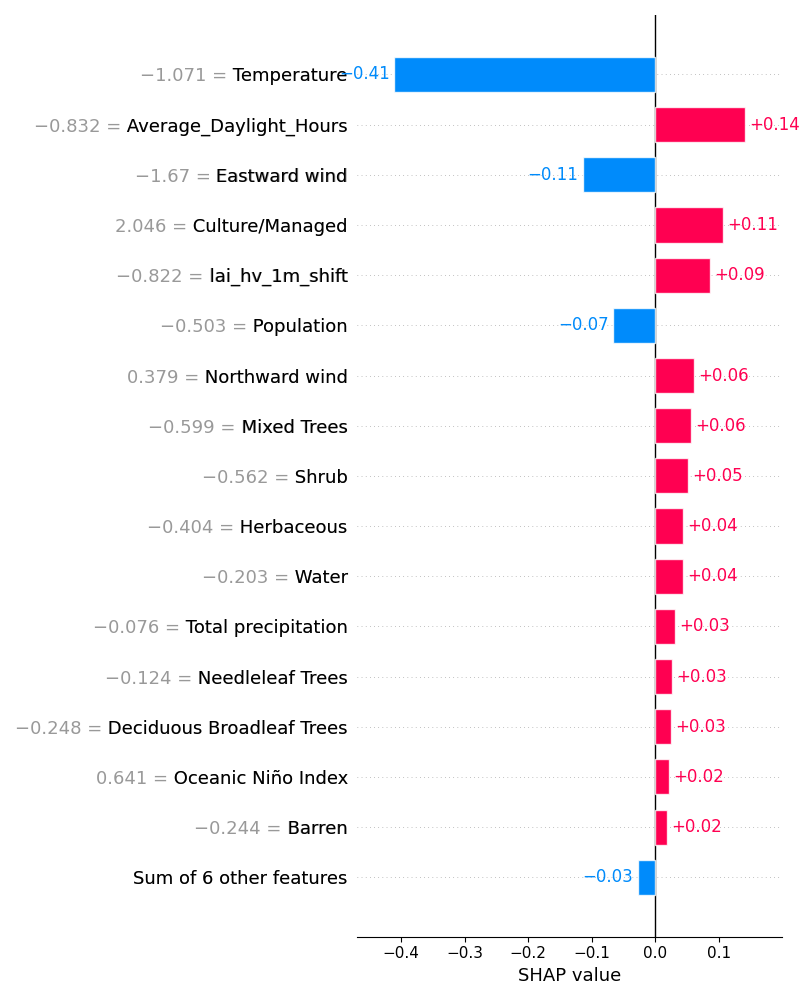 −1.071 = Temperature −0.41
−0.832 = Average_Daylight_Hours +0.14
−1.67 = Eastward wind −0.11
2.046 = Culture/Managed +0.11
−0.822 = lai_hv_1m_shift +0.09
−0.503 = Population −0.07
0.379 = Northward wind +0.06
−0.599 = Mixed Trees +0.06
−0.562 = Shrub +0.05
−0.404 = Herbaceous +0.04
−0.203 = Water +0.04
−0.076 = Total precipitation +0.03
−0.124 = Needleleaf Trees +0.03
−0.248 = Deciduous Broadleaf Trees +0.03
0.641 = Oceanic Niño Index +0.02
−0.244 = Barren +0.02
Sum of 6 other features −0.03
−0.4 −0.3 −0.2 −0.1 0.0 0.1
SHAP value